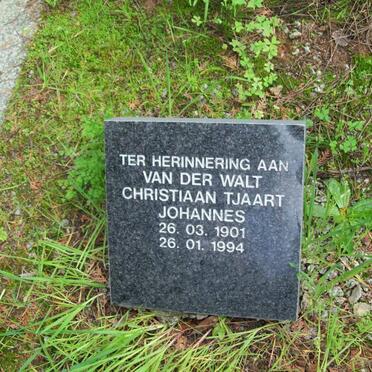 TER HERINNERING AAN
VAN DER WALT
CHRISTIAAN TJAART
JOHANNES
26. 03. 1901
26. 01. 1994